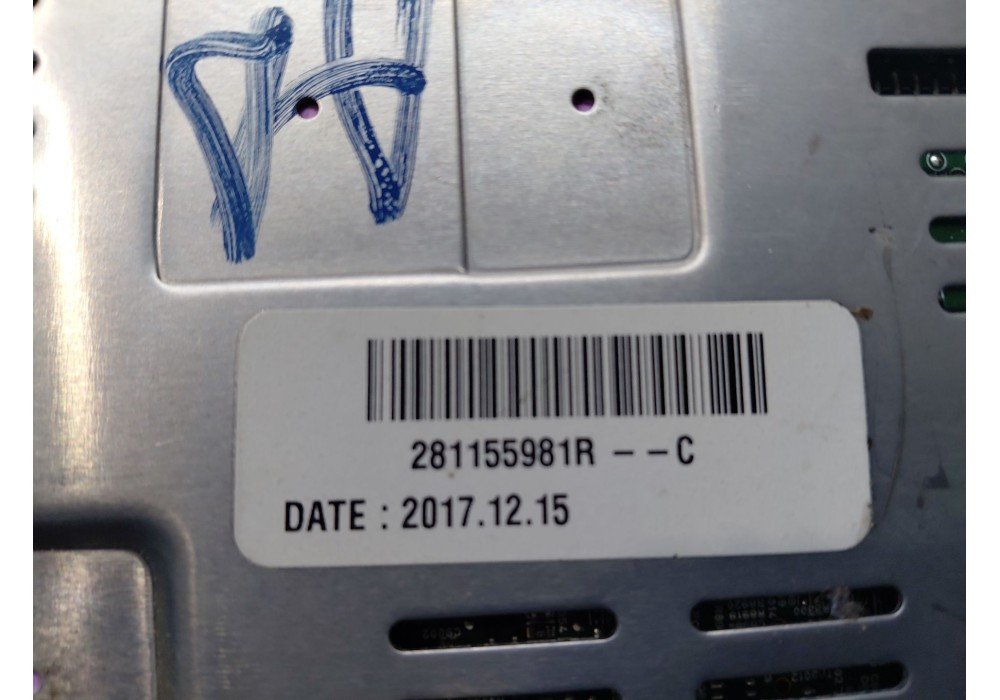 281155981R – – C
DATE : 2017.12.15